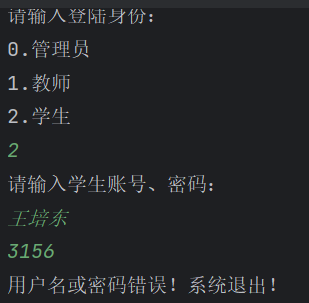 请输入登陆身份:
0.管理员
1.教师
2.学生
2
请输入学生账号、密码:
王培东
3156
用户名或密码错误！系统退出！